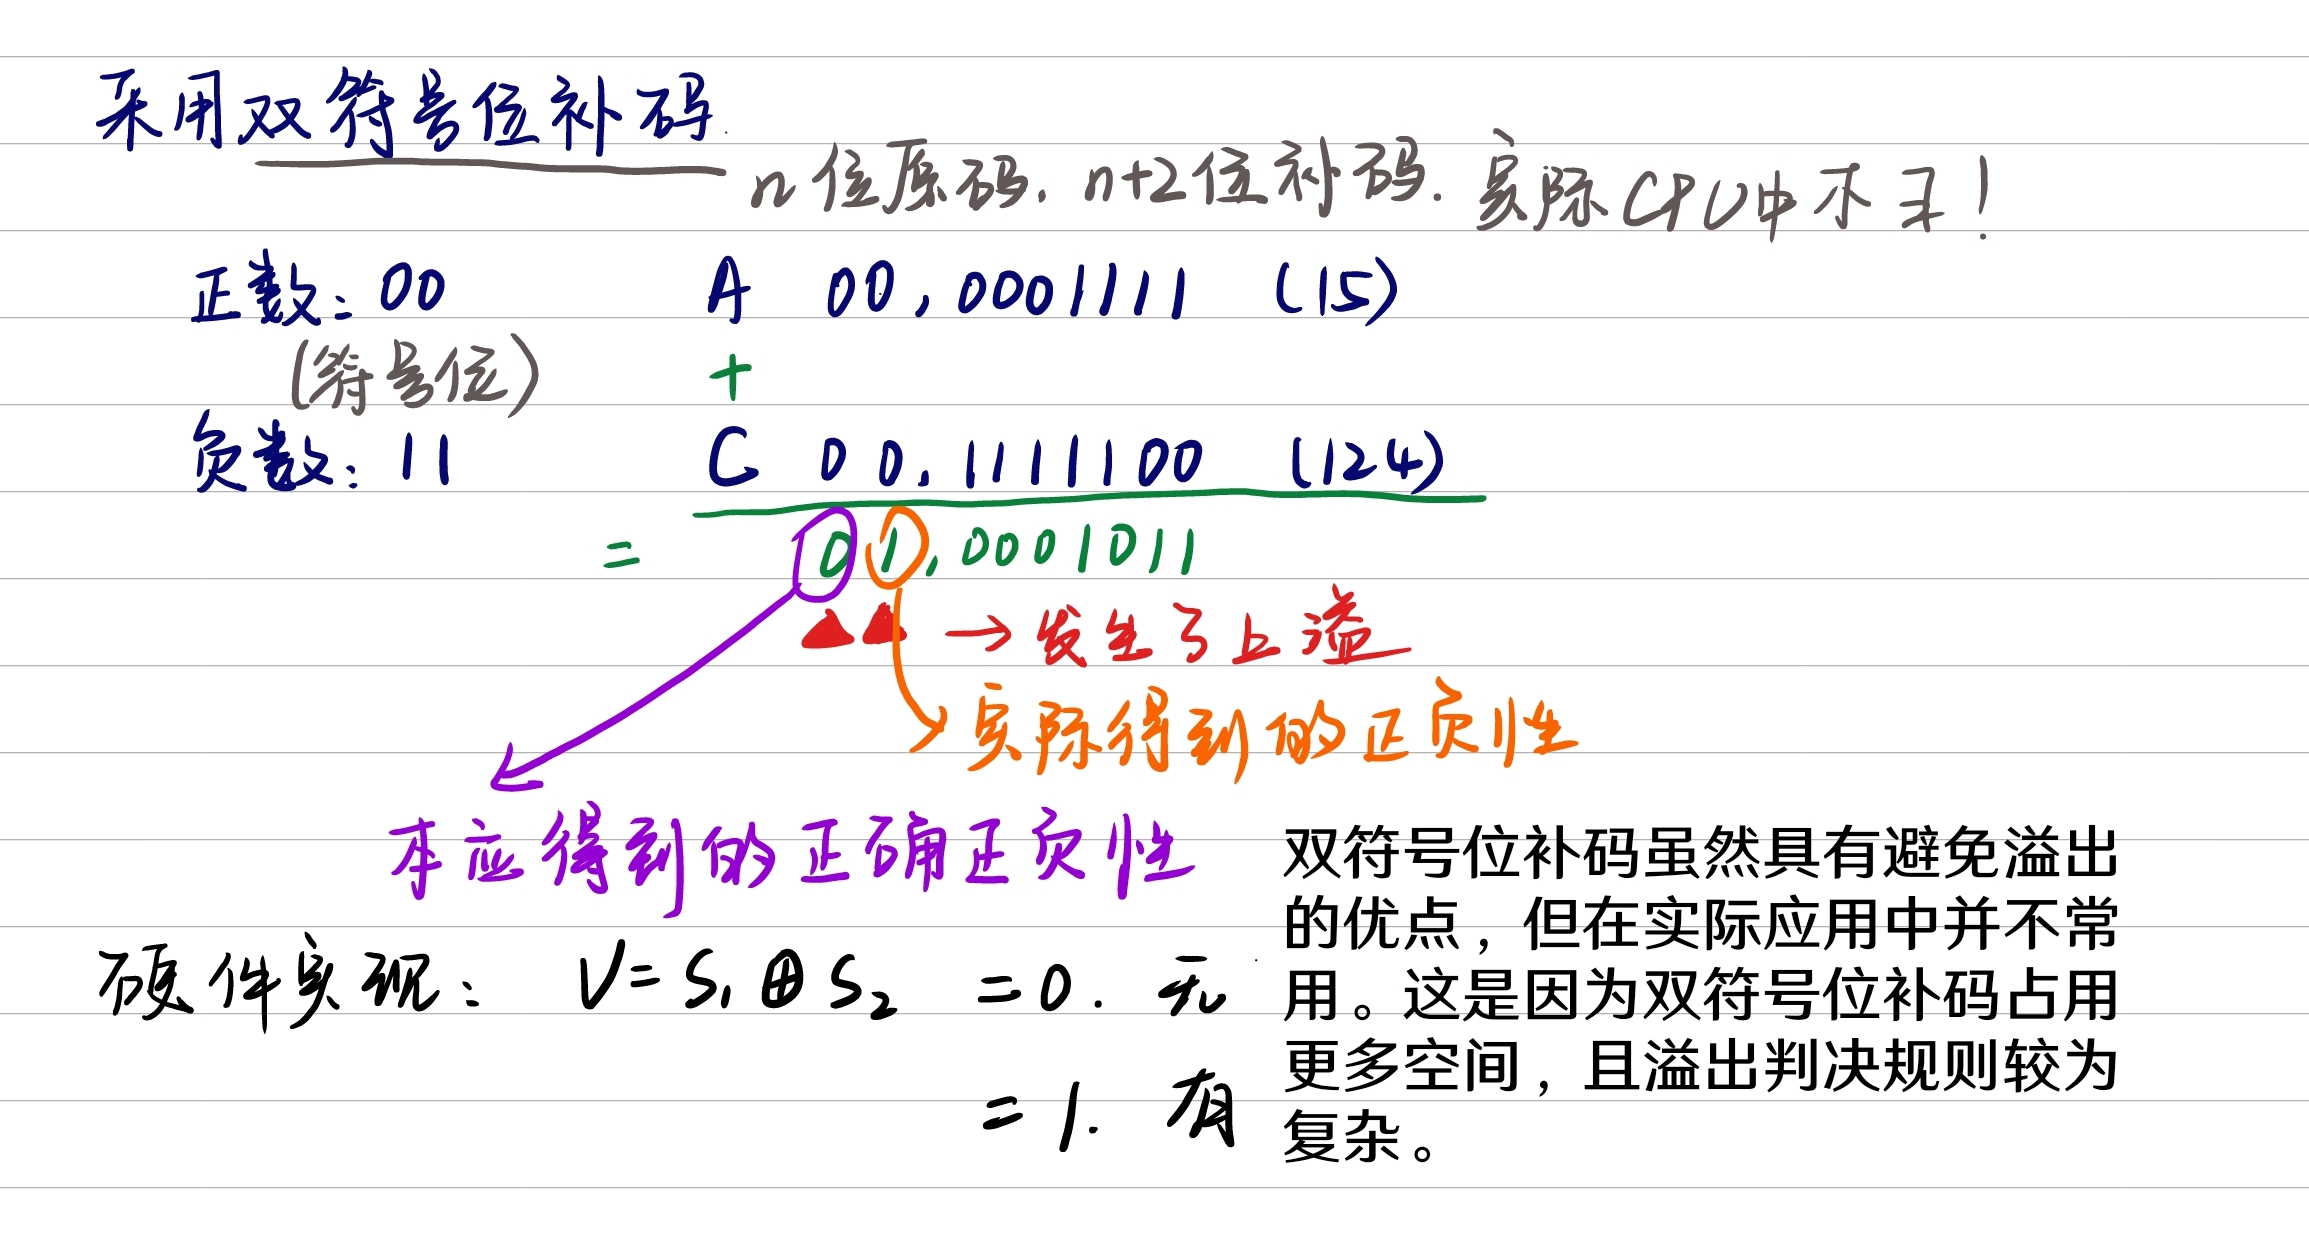 采用双符号位补码
n位原码. n+2位补码. 实际CPU中不用!
正数: 00 A 00, 0001111 (15)
(符号位) +
负数: 11 C 00, 1111100 (124)
= 01, 0001011
→发生了上溢
实际得到的正负性
本应得到的正确正负性
硬件实现: V=S₁⊕S₂ =0. 无
=1. 有
双符号位补码虽然具有避免溢出
的优点，但在实际应用中并不常
用。这是因为双符号位补码占用
更多空间，且溢出判决规则较为
复杂。